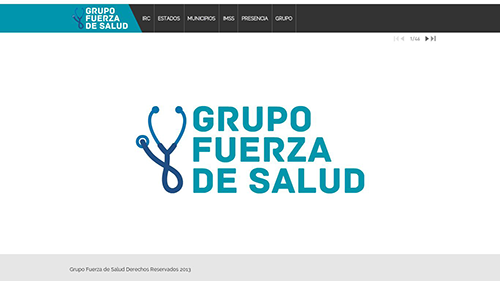 GRUPO
FUERZA
DE SALUD
IRC ESTADOS MUNICIPIOS IMSS PRESENCIA GRUPO
1/44
GRUPO
FUERZA
DE SALUD
Grupo Fuerza de Salud Derechos Reservados 2013